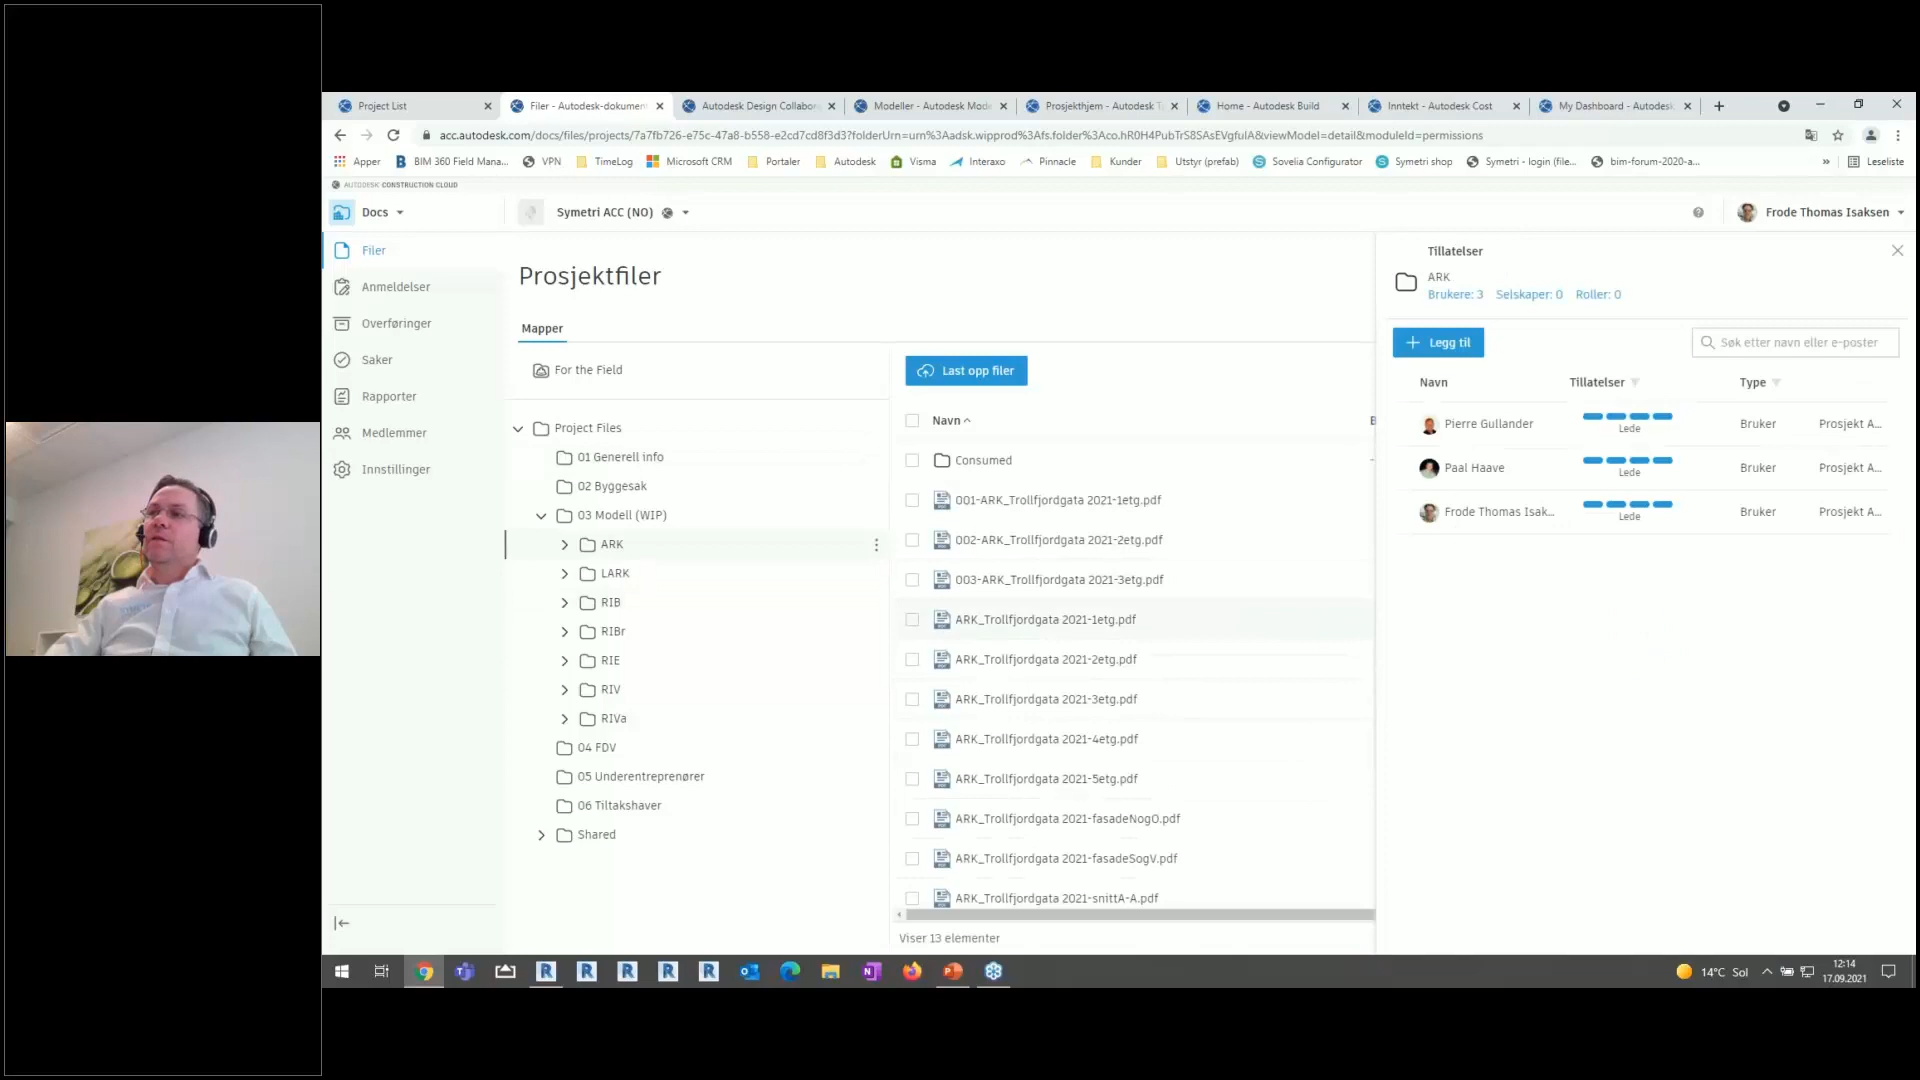 Project List
Filer - Autodesk-dokumen
Autodesk Design Collabor
Modeller - Autodesk Mode
Prosjekthjem - Autodesk T
Home - Autodesk Build
Inntekt - Autodesk Cost
My Dashboard - Autodesk
acc.autodesk.com/docs/files/projects/7a7fb726-e75c-47a8-b558-e2cd7cd8f3d3?folderUrn=urn%3Aadsk.wipprod%3Afs.folder%3Aco.hR0H4PubTrS8SAsEVgfulA&viewModel=detail&moduleId=permissions
Apper
BIM 360 Field Mana...
VPN
TimeLog
Microsoft CRM
Portaler
Autodesk
Visma
Interaxo
Pinnacle
Kunder
Utstyr (prefab)
Sovelia Configurator
Symetri shop
Symetri - login (file...
bim-forum-2020-a...
»
Leseliste
AUTODESK CONSTRUCTION CLOUD
Docs
Symetri ACC (NO)
Frode Thomas Isaksen
Filer
Anmeldelser
Overføringer
Saker
Rapporter
Medlemmer
Innstillinger
Prosjektfiler
Mapper
For the Field
Project Files
01 Generell info
02 Byggesak
03 Modell (WIP)
ARK
LARK
RIB
RIBr
RIE
RIV
RIVa
04 FDV
05 Underentreprenører
06 Tiltakshaver
Shared
Last opp filer
Navn
Consumed
001-ARK_Trollfjordgata 2021-1etg.pdf
002-ARK_Trollfjordgata 2021-2etg.pdf
003-ARK_Trollfjordgata 2021-3etg.pdf
ARK_Trollfjordgata 2021-1etg.pdf
ARK_Trollfjordgata 2021-2etg.pdf
ARK_Trollfjordgata 2021-3etg.pdf
ARK_Trollfjordgata 2021-4etg.pdf
ARK_Trollfjordgata 2021-5etg.pdf
ARK_Trollfjordgata 2021-fasadeNogO.pdf
ARK_Trollfjordgata 2021-fasadeSogV.pdf
ARK_Trollfjordgata 2021-snittA-A.pdf
Viser 13 elementer
Tillatelser
ARK
Brukere: 3 Selskaper: 0 Roller: 0
+ Legg til
Søk etter navn eller e-poster
Navn Tillatelser Type
Pierre Gullander Lede Bruker Prosjekt A...
Paal Haave Lede Bruker Prosjekt A...
Frode Thomas Isak... Lede Bruker Prosjekt A...
14°C Sol
12:14
17.09.2021